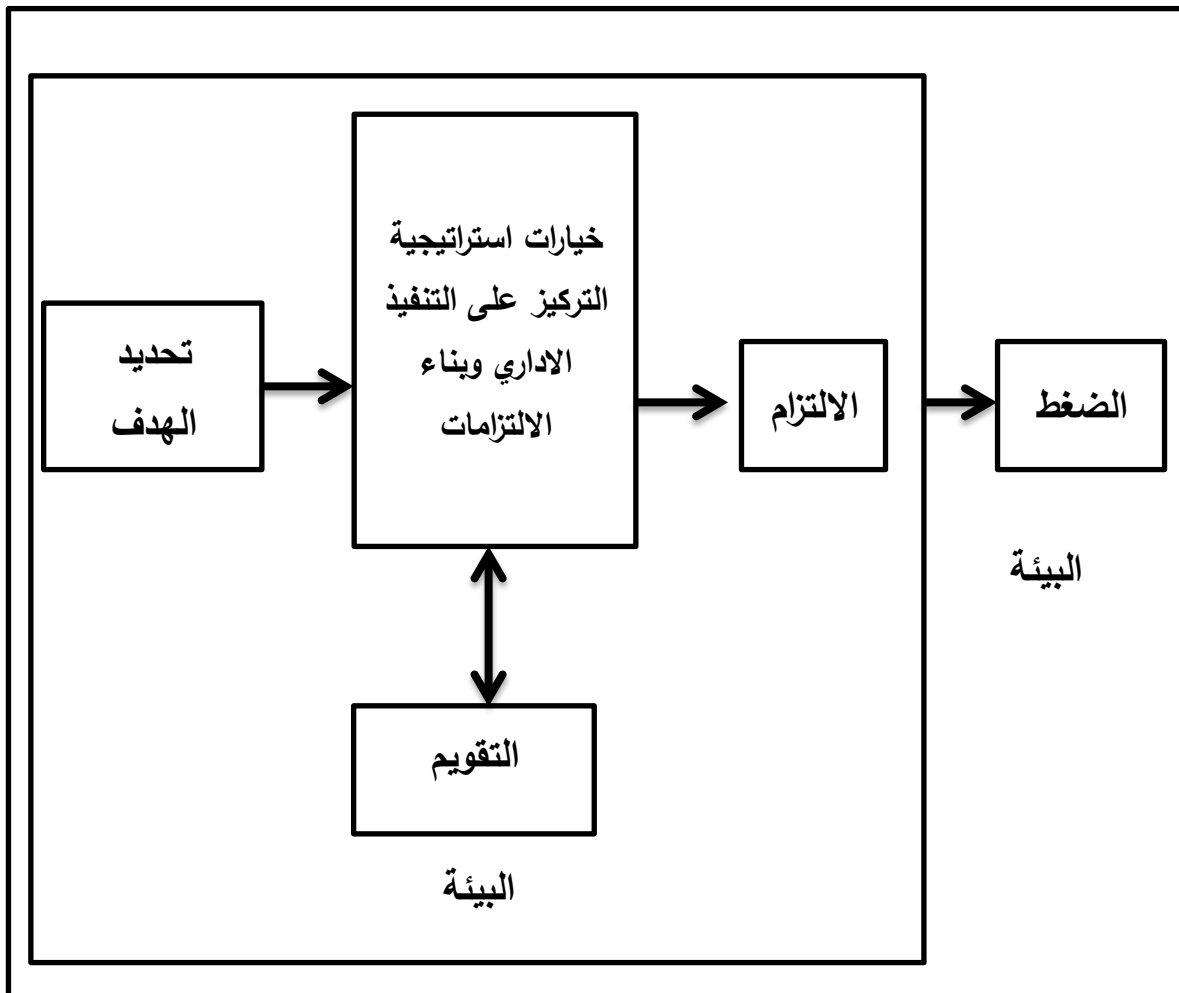 خيارات استراتيجية
التركيز على التنفيذ
الاداري وبناء
الالتزامات
تحديد
الهدف
الالتزام
الضغط
البيئة
التقويم
البيئة